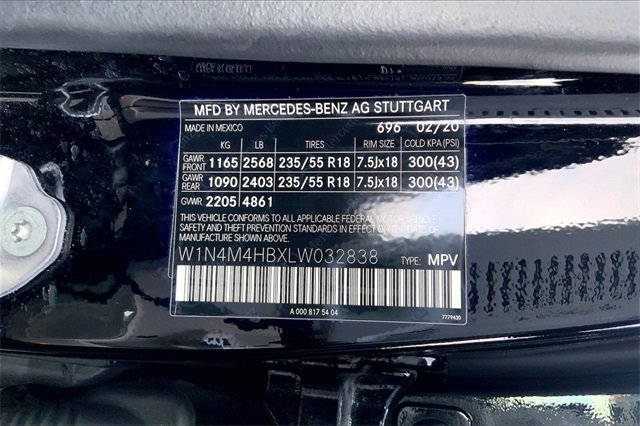 MFD BY MERCEDES-BENZ AG STUTTGART
MADE IN MEXICO 696 02/20
KG LB TIRES RIM SIZE COLD KPA (PSI)
GAWR FRONT 1165 2568 235/55 R18 7.5Jx18 300(43)
GAWR REAR 1090 2403 235/55 R18 7.5Jx18 300(43)
GVWR 2205 4861
THIS VEHICLE CONFORMS TO ALL APPLICABLE FEDERAL MOTOR VEHICLE
SAFETY AND THEFT PREVENTION STANDARDS IN EFFECT
ON THE DATE OF MANUFACTURE SHOWN ABOVE.
W1N4M4HBXLW032838 TYPE: MPV
A 000 817 54 04
7779430